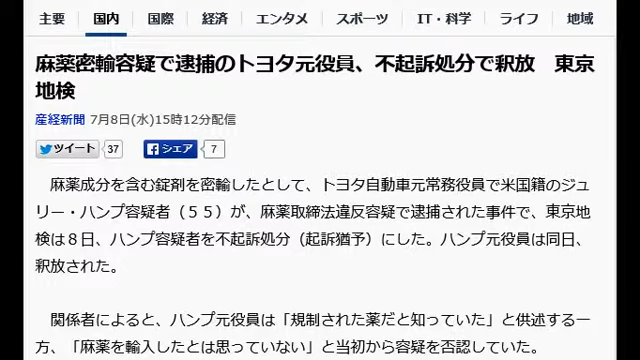 主要 国内 国際 経済 エンタメ スポーツ IT・科学 ライフ 地域
麻薬密輸容疑で逮捕のトヨタ元役員、不起訴処分で釈放　東京
地検
産経新聞 7月8日(水)15時12分配信
ツイート 37 シェア 7
　麻薬成分を含む錠剤を密輸したとして、トヨタ自動車元常務役員で米国籍のジュ
リー・ハンプ容疑者（５５）が、麻薬取締法違反容疑で逮捕された事件で、東京地
検は８日、ハンプ容疑者を不起訴処分（起訴猶予）にした。ハンプ元役員は同日、
釈放された。
　関係者によると、ハンプ元役員は「規制された薬だと知っていた」と供述する一
方、「麻薬を輸入したとは思っていない」と当初から容疑を否認していた。